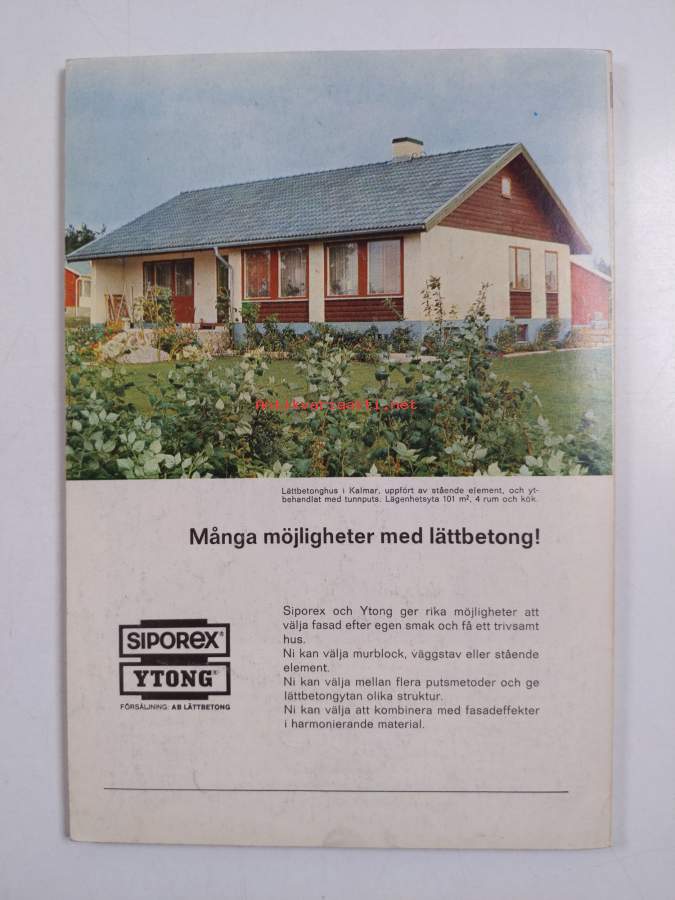 Antikvariaatti.net
Lättbetonghus i Kalmar, uppfört av stående element, och yt-
behandlat med tunnputs. Lägenhetsyta 101 m², 4 rum och kök.
Många möjligheter med lättbetong!
Siporex och Ytong ger rika möjligheter att
välja fasad efter egen smak och få ett trivsamt
hus.
Ni kan välja murblock, väggstav eller stående
element.
Ni kan välja mellan flera putsmetoder och ge
lättbetongytan olika struktur.
Ni kan välja att kombinera med fasadeffekter
i harmonierande material.
SIPOREX®
YTONG®
FÖRSÄLJNING: AB LÄTTBETONG